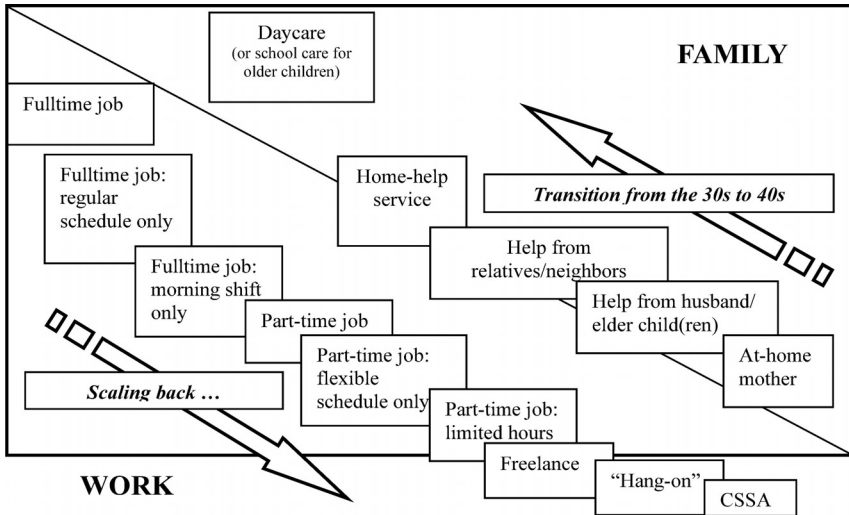 Daycare
(or school care for
older children)
FAMILY
Fulltime job
Fulltime job:
regular
schedule only
Home-help
service
Transition from the 30s to 40s
Fulltime job:
morning shift
only
Help from
relatives/neighbors
Part-time job
Help from husband/
elder child(ren)
Part-time job:
flexible
schedule only
At-home
mother
Scaling back …
Part-time job:
limited hours
Freelance
WORK
“Hang-on”
CSSA